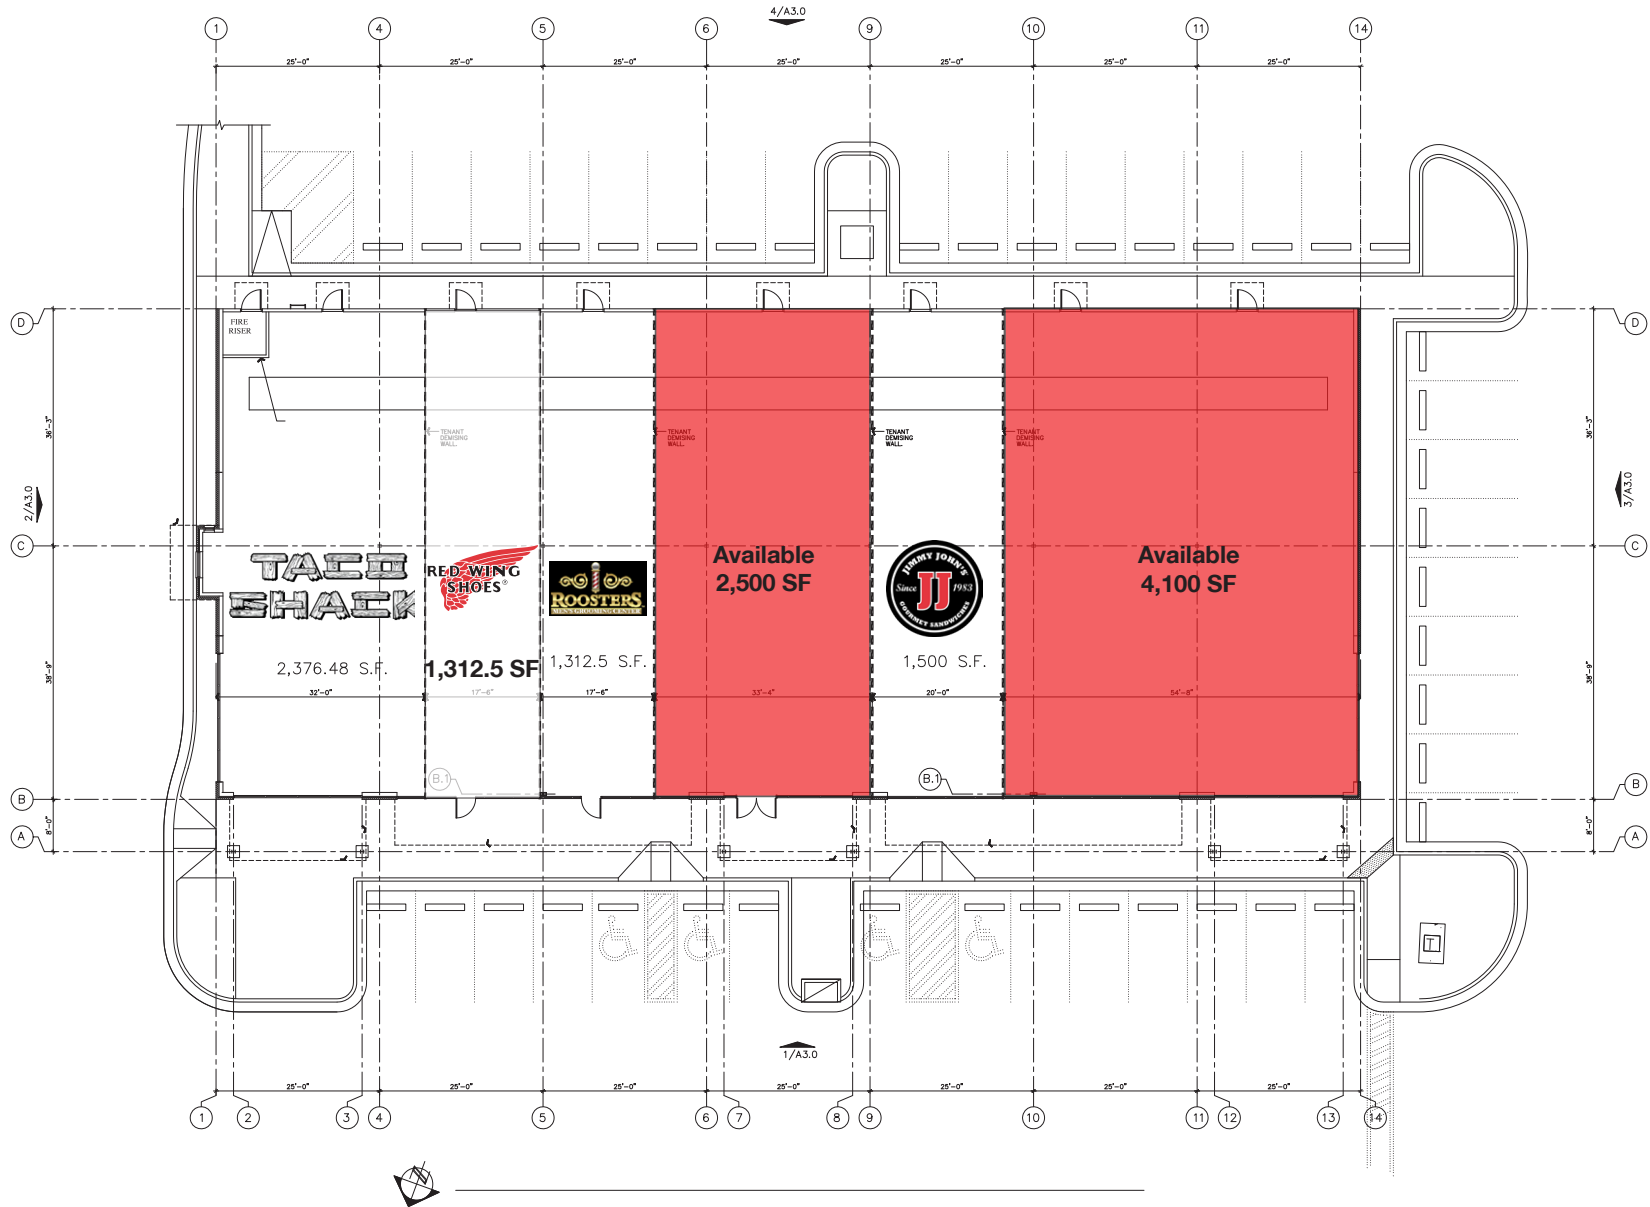 4/A3.0
1 4 5 6 9 10 11 14
25'-0" 25'-0" 25'-0" 25'-0" 25'-0" 25'-0" 25'-0"
D D
FIRE
RISER
36'-3" 36'-3"
TENANT
DEMISING
WALL.
TENANT
DEMISING
WALL.
TENANT
DEMISING
WALL.
TENANT
DEMISING
WALL.
2/A3.0 3/A3.0
C C
TACO
SHACK
RED WING
SHOES®
ROOSTERS
Available
2,500 SF
JIMMY JOHN'S
Since JJ 1983
GOURMET SANDWICHES
Available
4,100 SF
2,376.48 S.F.
1,312.5 SF
1,312.5 S.F.
1,500 S.F.
38'-9" 38'-9"
32'-0" 17'-6" 17'-6" 33'-4" 20'-0" 54'-8"
B.1 B.1
B B
8'-0" 8'-0"
A A
T
1/A3.0
25'-0" 25'-0" 25'-0" 25'-0" 25'-0" 25'-0" 25'-0"
1 2 3 4 5 6 7 8 9 10 11 12 13 14
N